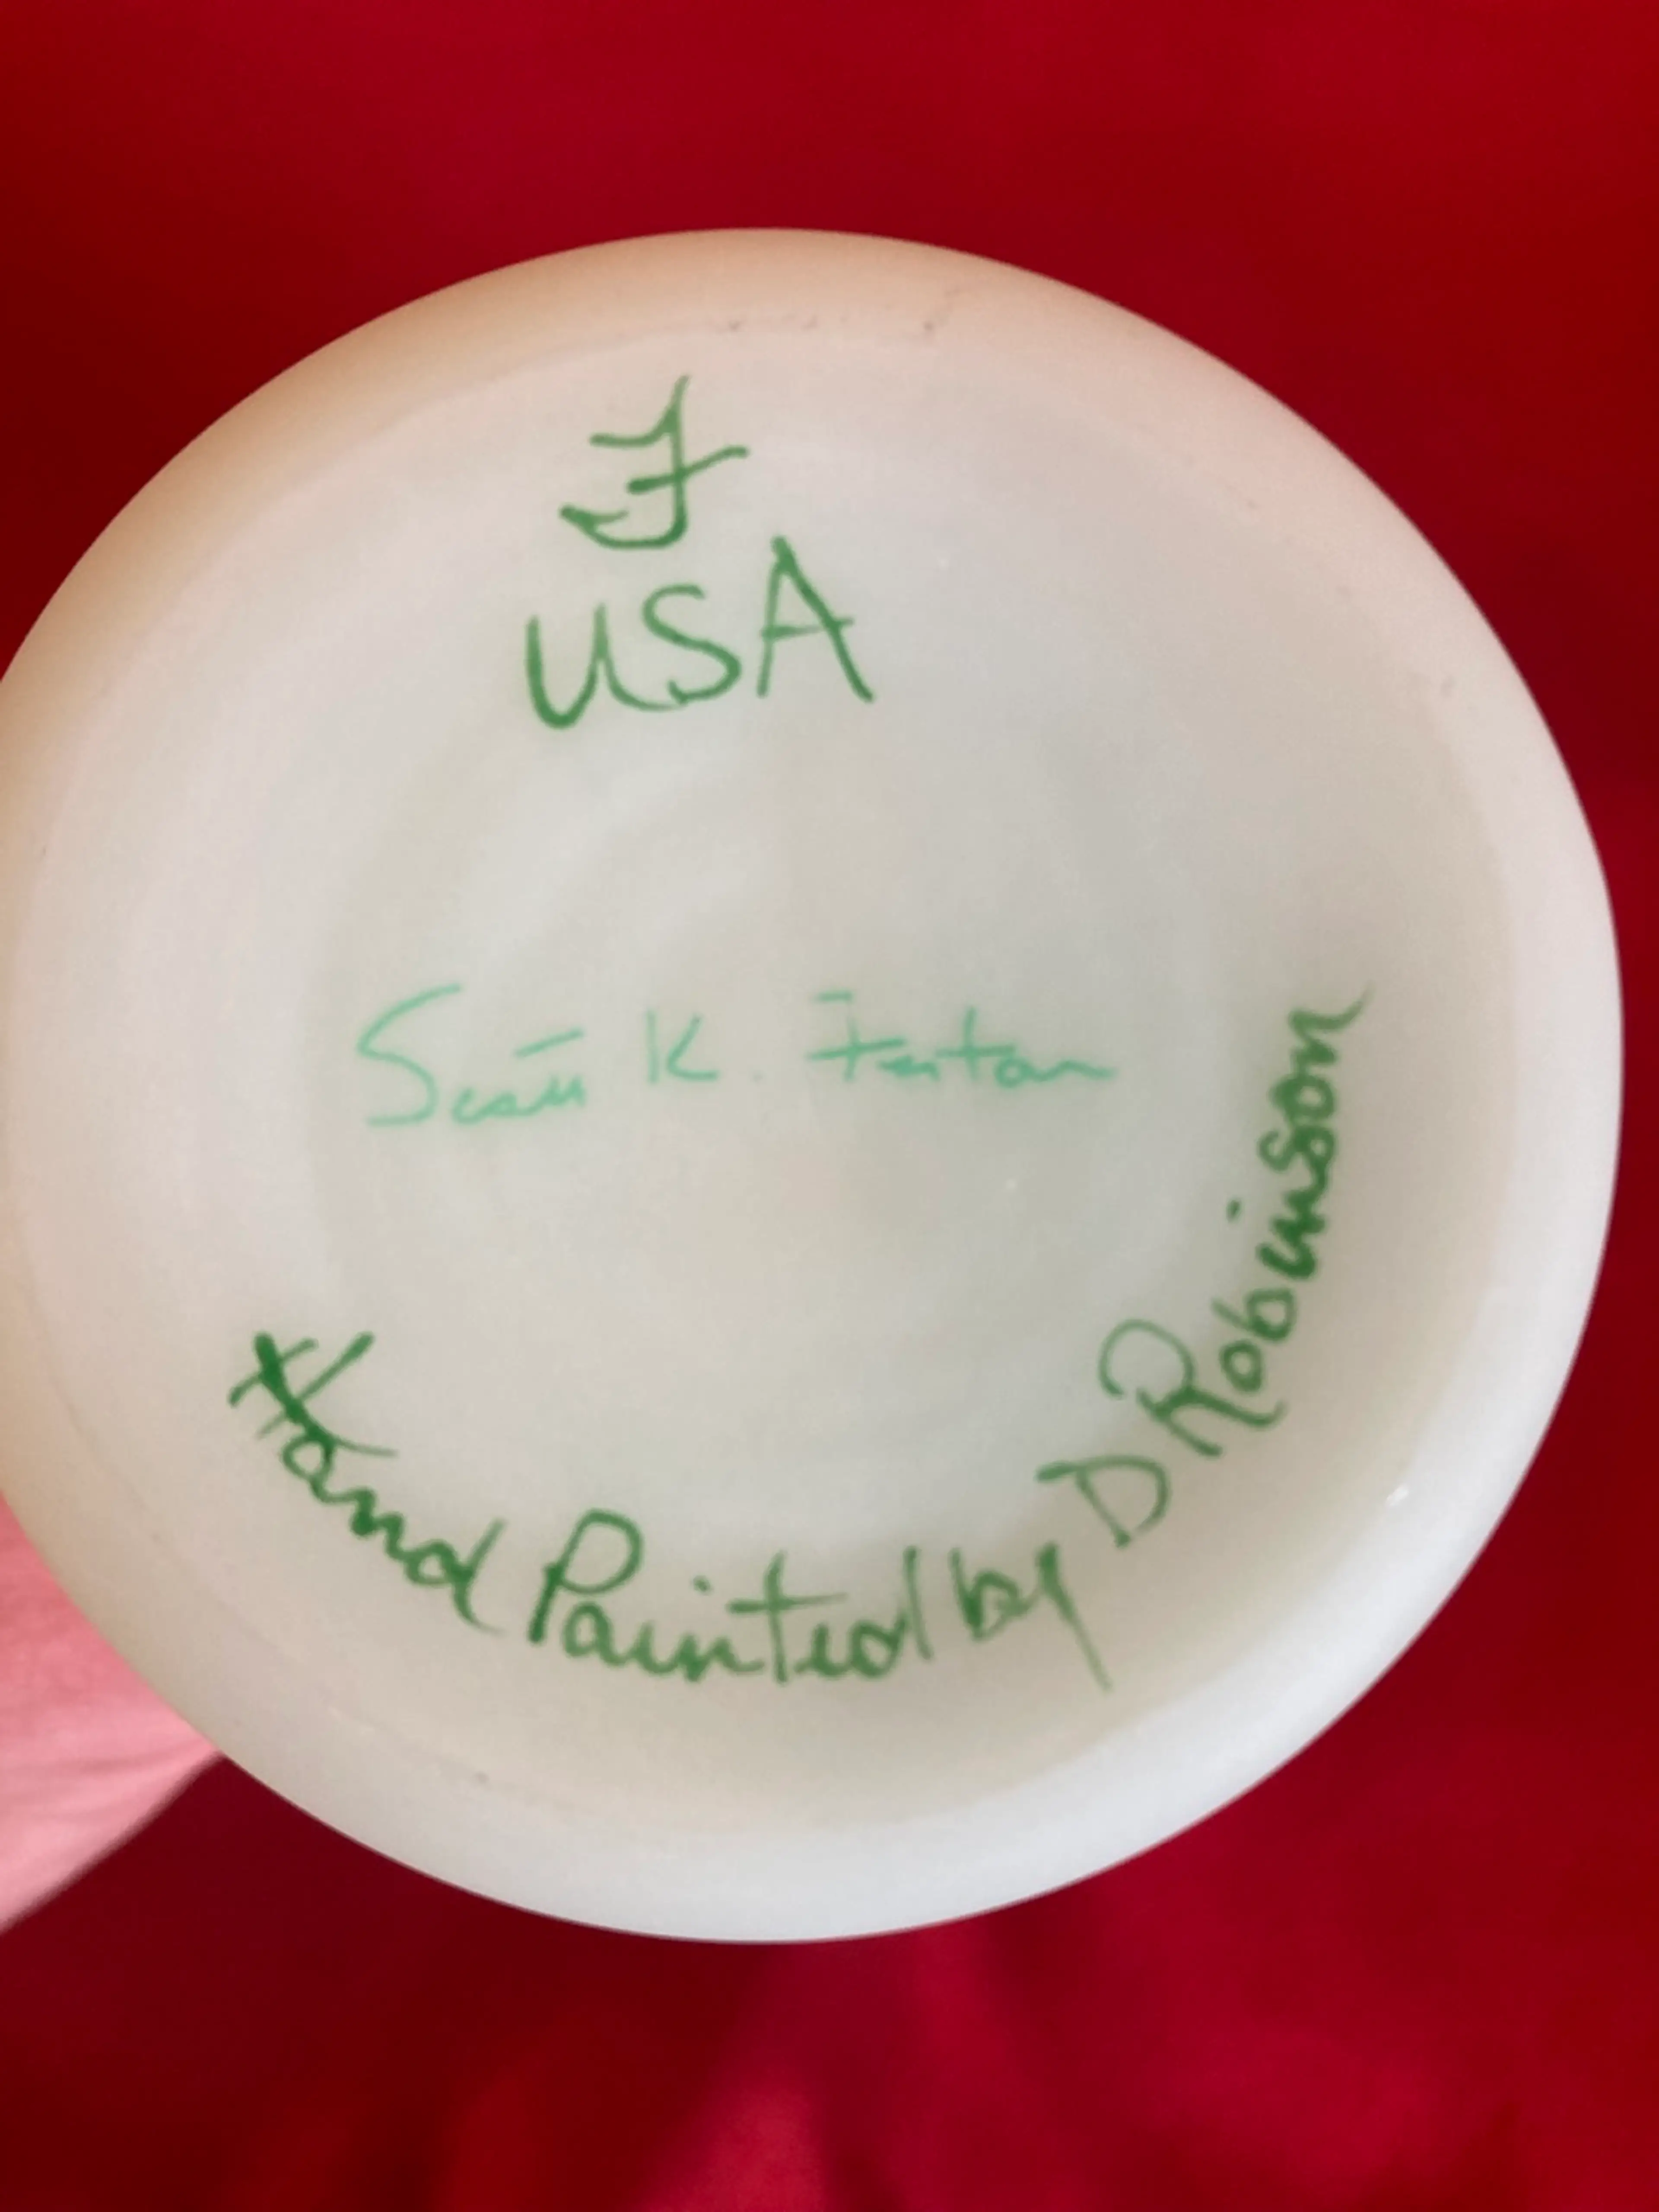 F
USA
Scott K. Fenton
Hand Painted by D Robinson